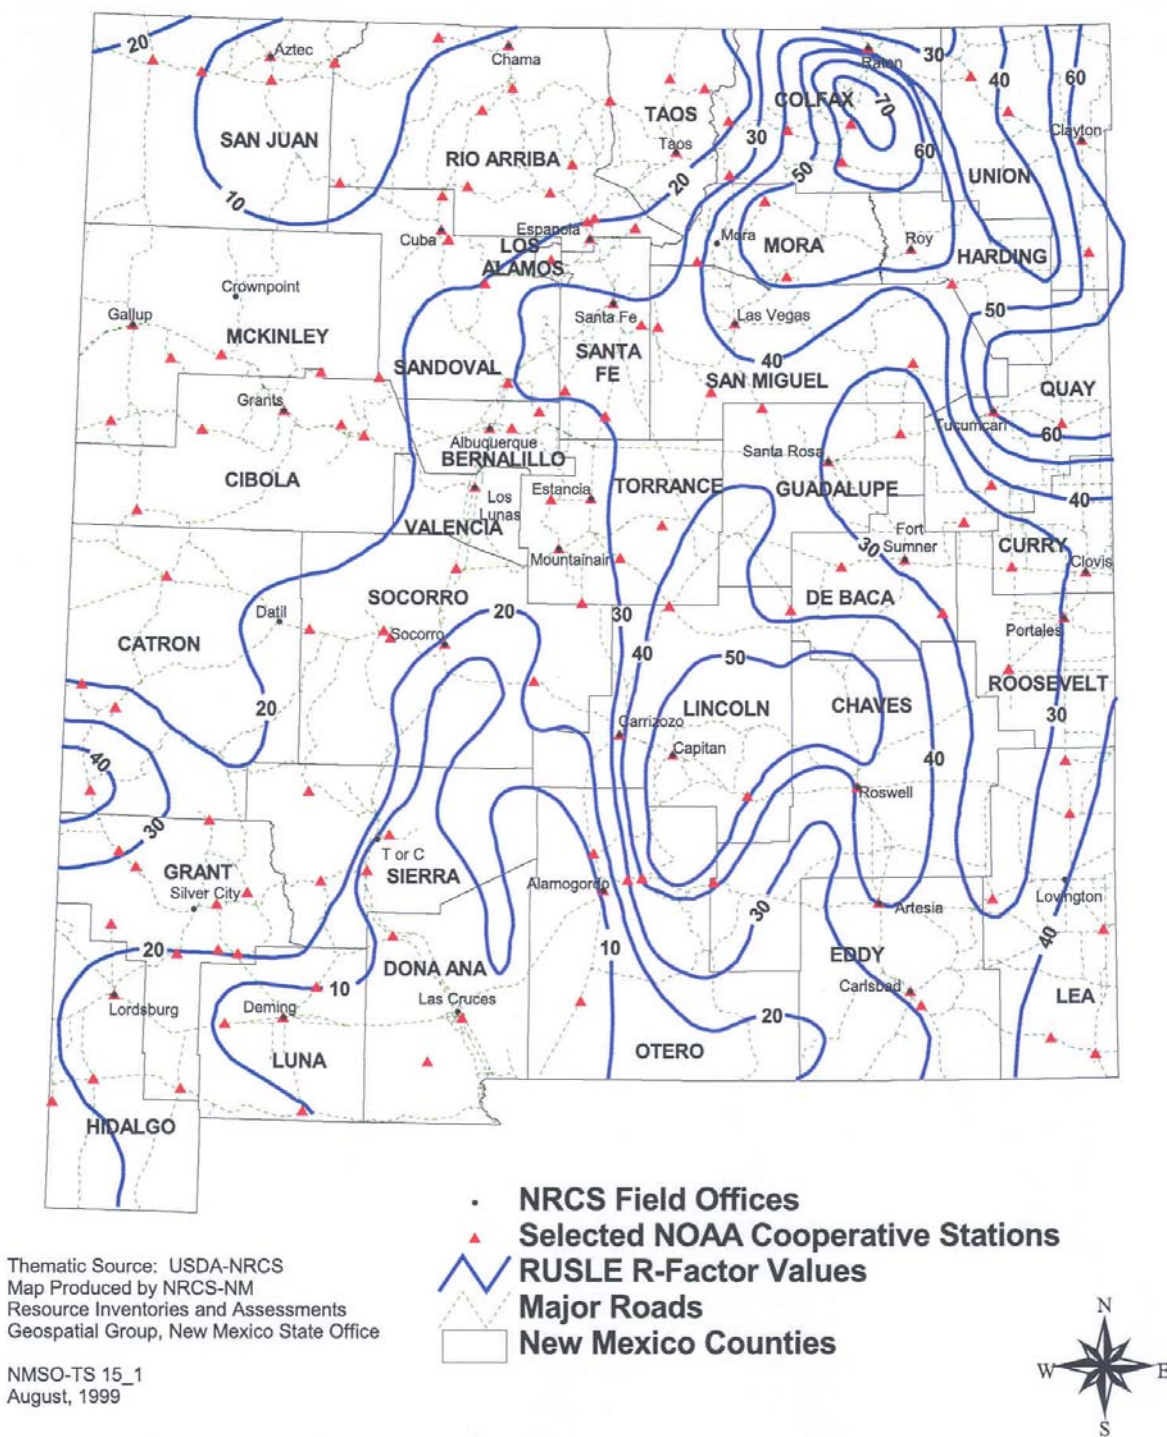 20
Aztec
Chama
Raton
30
40
60
COLFAX
70
TAOS
SAN JUAN
RIO ARRIBA
Taos
30
Clayton
60
50
UNION
20
10
Cuba
Espanola
LOS
ALAMOS
Mora
MORA
Roy
HARDING
Crownpoint
Gallup
MCKINLEY
Santa Fe
Las Vegas
50
SANDOVAL
SANTA
FE
40
SAN MIGUEL
QUAY
Grants
Tucumcari
60
Albuquerque
BERNALILLO
Santa Rosa
CIBOLA
Los
Lunas
Estancia
TORRANCE
GUADALUPE
40
VALENCIA
Fort
Sumner
30
CURRY
Mountainair
Clovis
SOCORRO
DE BACA
Datil
20
30
CATRON
Socorro
40
Portales
50
ROOSEVELT
20
LINCOLN
CHAVES
30
Carrizozo
Capitan
40
40
Roswell
30
T or C
SIERRA
GRANT
Silver City
Alamogordo
Lovington
30
Artesia
20
10
40
EDDY
DONA ANA
Carlsbad
10
LEA
Lordsburg
Deming
Las Cruces
20
LUNA
OTERO
HIDALGO
NRCS Field Offices
Selected NOAA Cooperative Stations
RUSLE R-Factor Values
Major Roads
New Mexico Counties
Thematic Source: USDA-NRCS
Map Produced by NRCS-NM
Resource Inventories and Assessments
Geospatial Group, New Mexico State Office
NMSO-TS 15_1
August, 1999
N
W
E
S